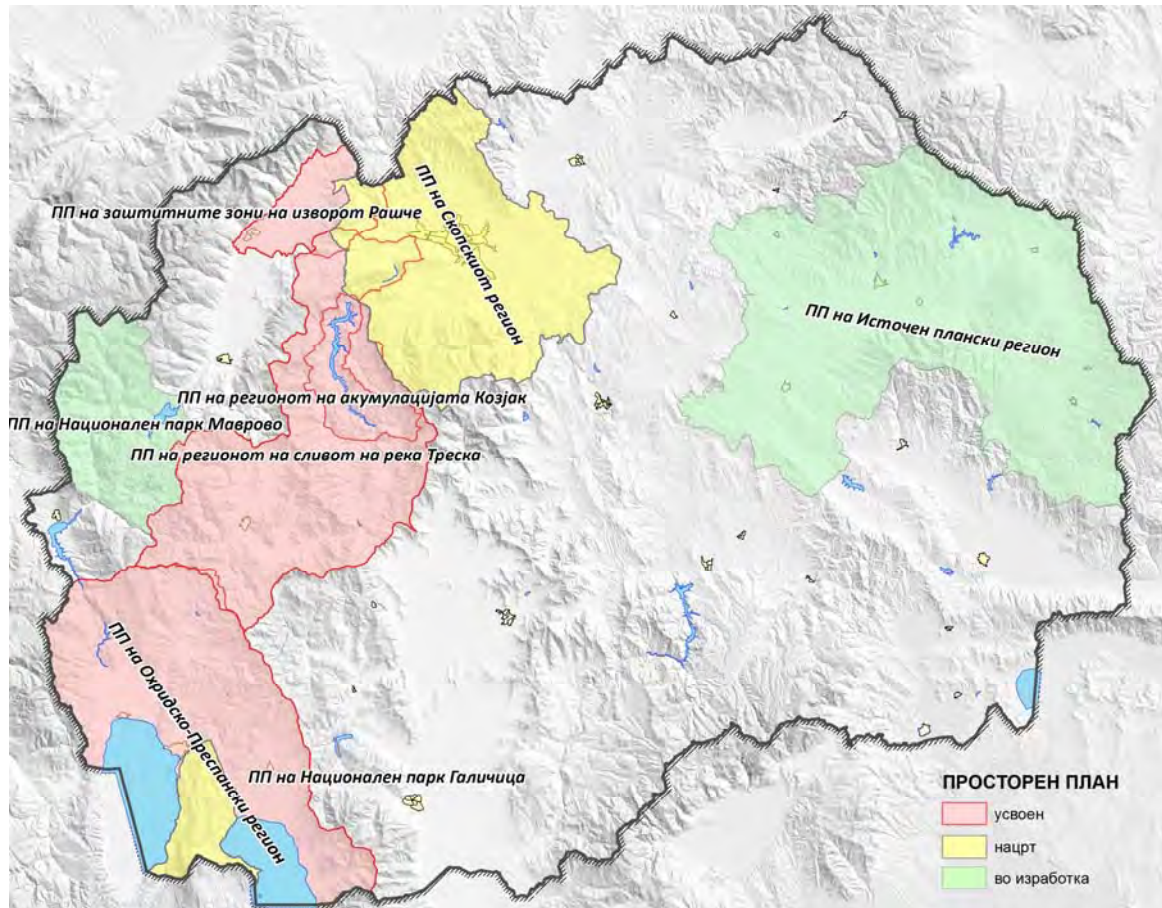 ПП на заштитните зони на изворот Рашче
ПП на Скопскиот регион
ПП на Источен плански регион
ПП на регионот на акумулацијата Козјак
ПП на Национален парк Маврово
ПП на регионот на сливот на река Треска
ПП на Охридско-Преспански регион
ПП на Национален парк Галичица
ПРОСТОРЕН ПЛАН
усвоен
нацрт
во изработка